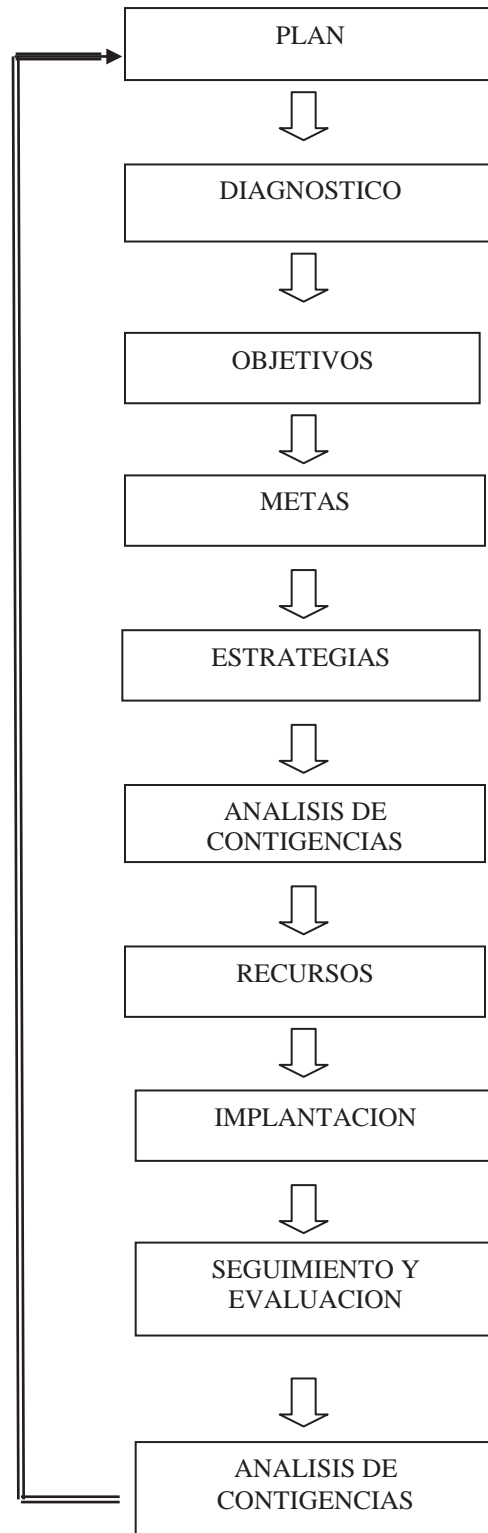 PLAN
DIAGNOSTICO
OBJETIVOS
METAS
ESTRATEGIAS
ANALISIS DE
CONTIGENCIAS
RECURSOS
IMPLANTACION
SEGUIMIENTO Y
EVALUACION
ANALISIS DE
CONTIGENCIAS